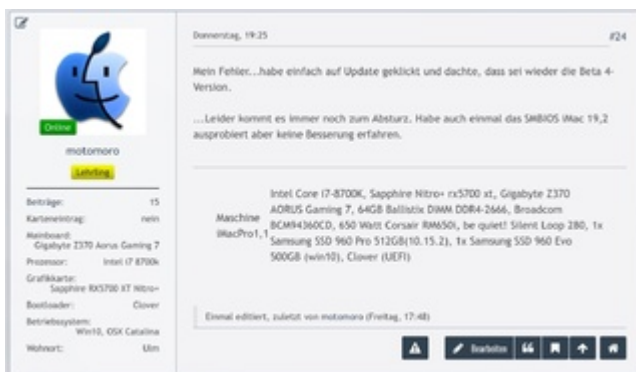 Donnerstag, 19:25
#24
Mein Fehler...habe einfach auf Update geklickt und dachte, dass sei wieder die Beta 4-
Version.
...Leider kommt es immer noch zum Absturz. Habe auch einmal das SMBIOS iMac 19,2
ausprobiert aber keine Besserung erfahren.
Online
motomoro
Lehrling
Beiträge: 15
Karteneintrag: nein
Mainboard:
Gigabyte Z370 Aorus Gaming 7
Prozessor: Intel i7 8700k
Grafikkarte:
Sapphire RX5700 XT Nitro+
Bootloader: Clover
Betriebssystem:
Win10, OSX Catalina
Wohnort: Ulm
Maschine
iMacPro1,1
Intel Core i7-8700K, Sapphire Nitro+ rx5700 xt, Gigabyte Z370
AORUS Gaming 7, 64GB Ballistix DIMM DDR4-2666, Broadcom
BCM94360CD, 650 Watt Corsair RM650i, be quiet! Silent Loop 280, 1x
Samsung SSD 960 Pro 512GB(10.15.2), 1x Samsung SSD 960 Evo
500GB (win10), Clover (UEFI)
Einmal editiert, zuletzt von motomoro (Freitag, 17:48)
Bearbeiten